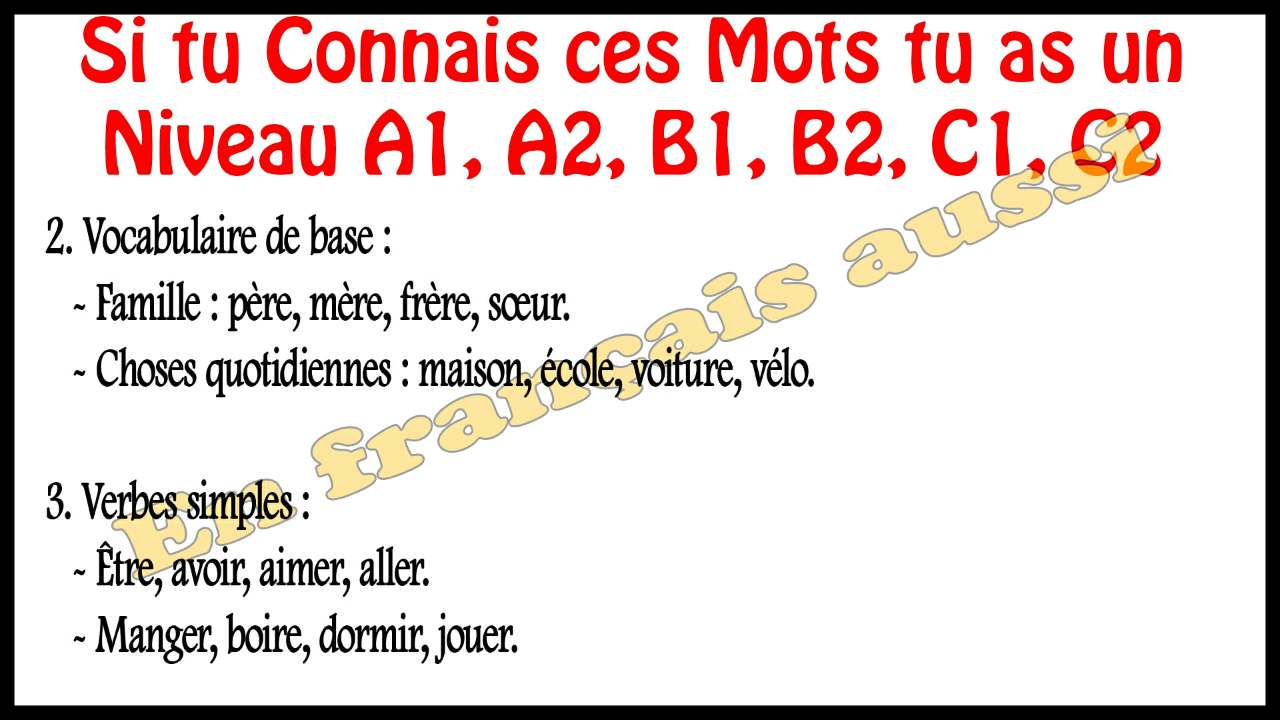 Si tu Connais ces Mots tu as un
Niveau A1, A2, B1, B2, C1, C2
2. Vocabulaire de base :
~ Famille : père, mère, frère, sœur.
~ Choses quotidiennes : maison, école, voiture, vélo.
3. Verbes simples :
~ Être, avoir, aimer, aller.
~ Manger, boire, dormir, jouer.
En français aussi